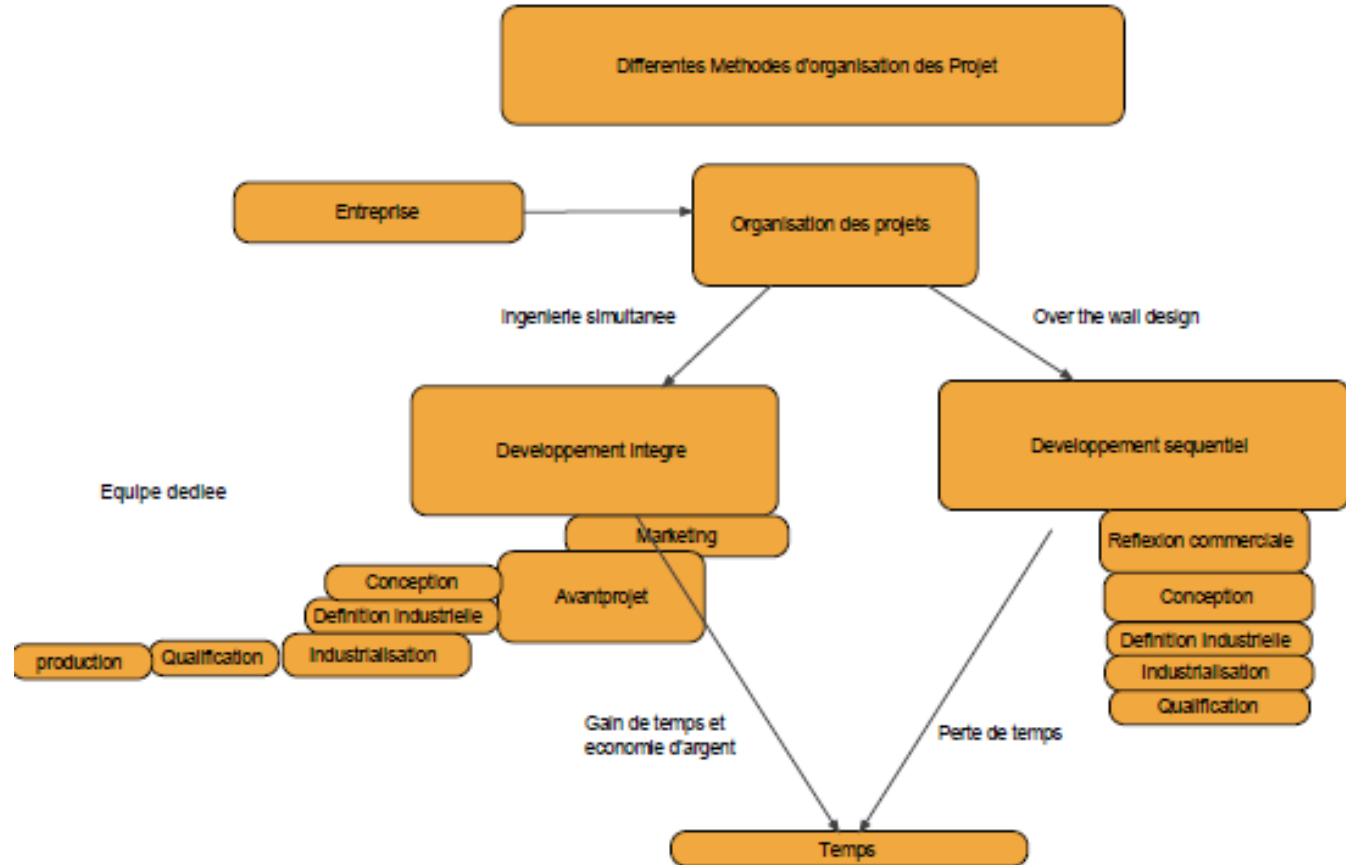 Differentes Methodes d'organisation des Projet
Entreprise
Organisation des projets
Ingenierie simultanee
Over the wall design
Developpement integre
Developpement sequentiel
Equipe dediee
Marketing
Reflexion commerciale
Conception
Avantprojet
Conception
Definition industrielle
Definition industrielle
production
Qualification
Industrialisation
Industrialisation
Qualification
Gain de temps et
economie d'argent
Perte de temps
Temps